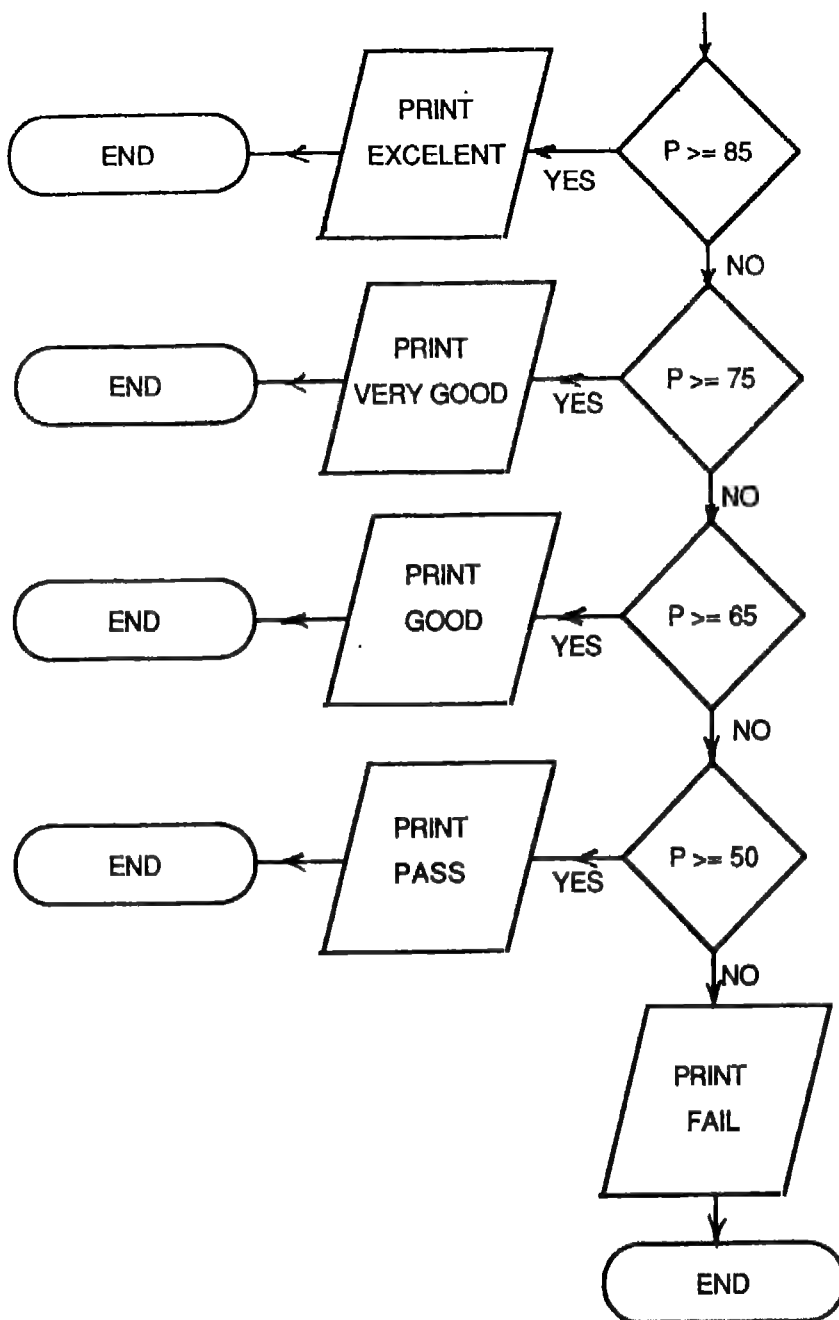 PRINT
EXCELENT
END
P >= 85
YES
NO
PRINT
VERY GOOD
END
P >= 75
YES
NO
PRINT
GOOD
END
P >= 65
YES
NO
PRINT
PASS
END
P >= 50
YES
NO
PRINT
FAIL
END